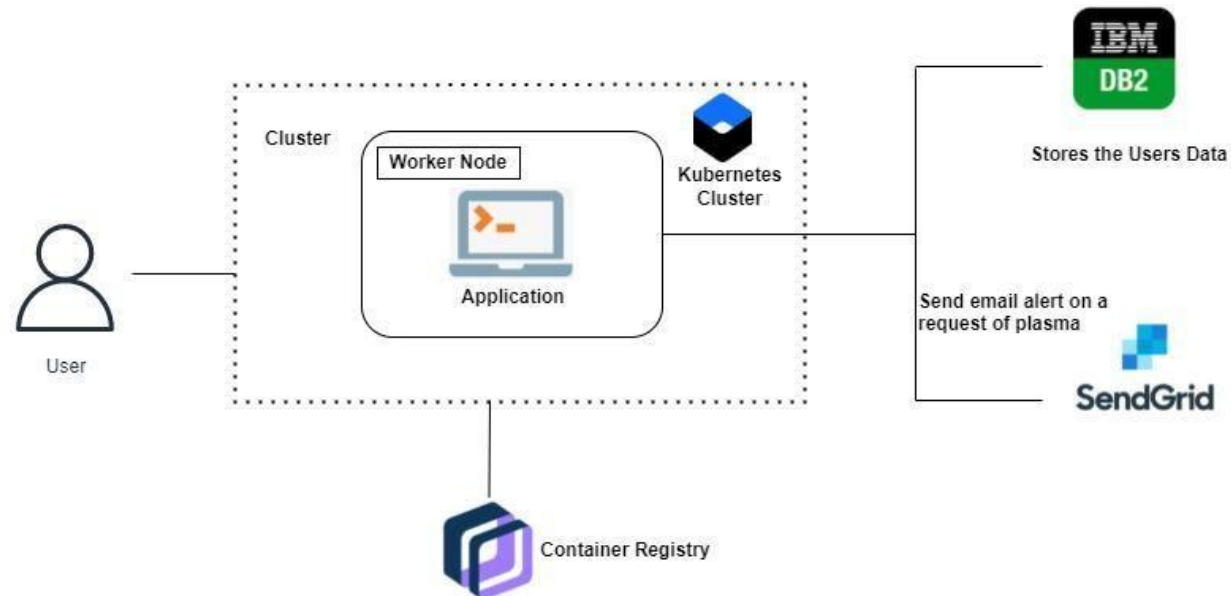 IBM
DB2
Stores the Users Data
Cluster
Worker Node
Kubernetes
Cluster
Application
User
Send email alert on a
request of plasma
SendGrid
Container Registry